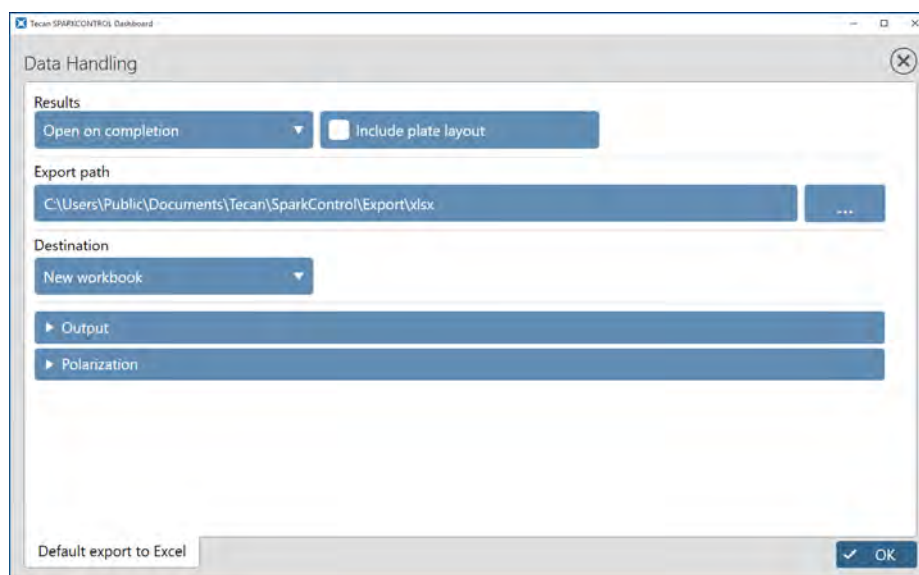 Tecan SPARKCONTROL Dashboard
Data Handling
Results
Open on completion
Include plate layout
Export path
C:\Users\Public\Documents\Tecan\SparkControl\Export\xlsx
...
Destination
New workbook
Output
Polarization
Default export to Excel
OK